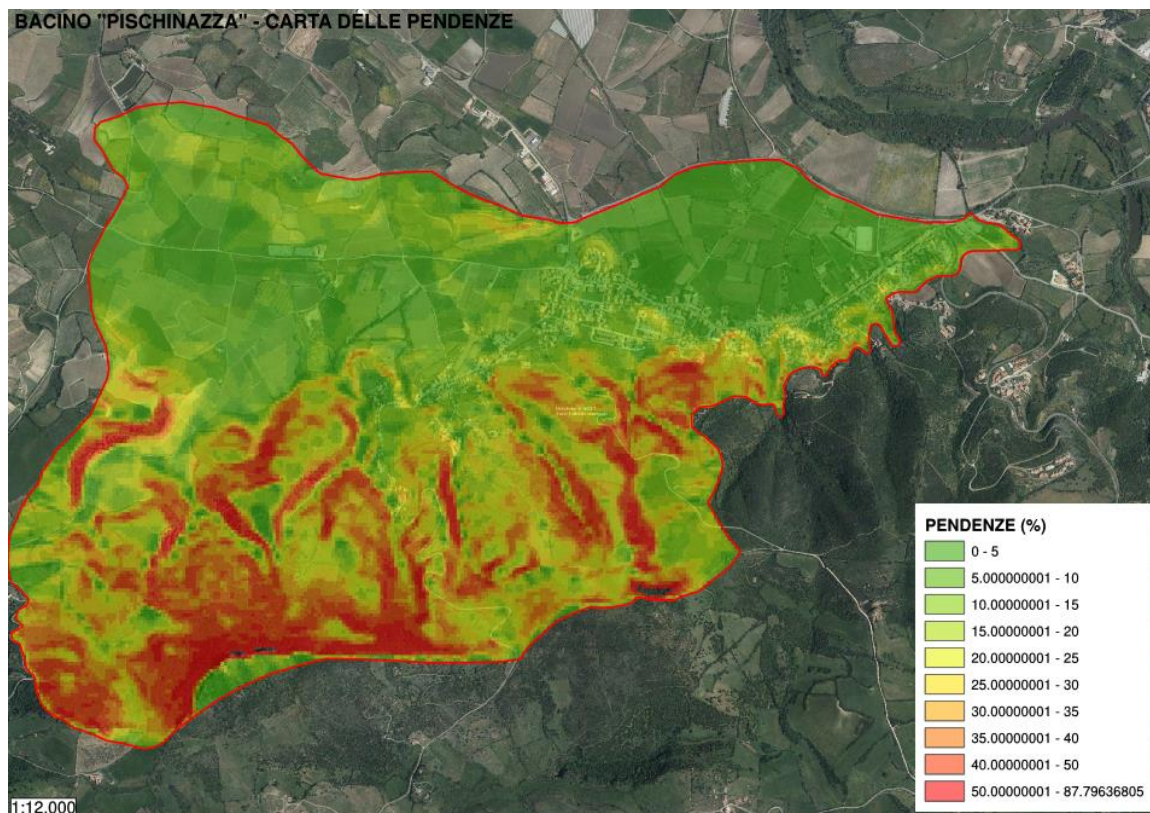 BACINO "PISCHINAZZA" - CARTA DELLE PENDENZE
PENDENZE (%)
0 - 5
5.000000001 - 10
10.00000001 - 15
15.00000001 - 20
20.00000001 - 25
25.00000001 - 30
30.00000001 - 35
35.00000001 - 40
40.00000001 - 50
50.00000001 - 87.79636805
1:12.000